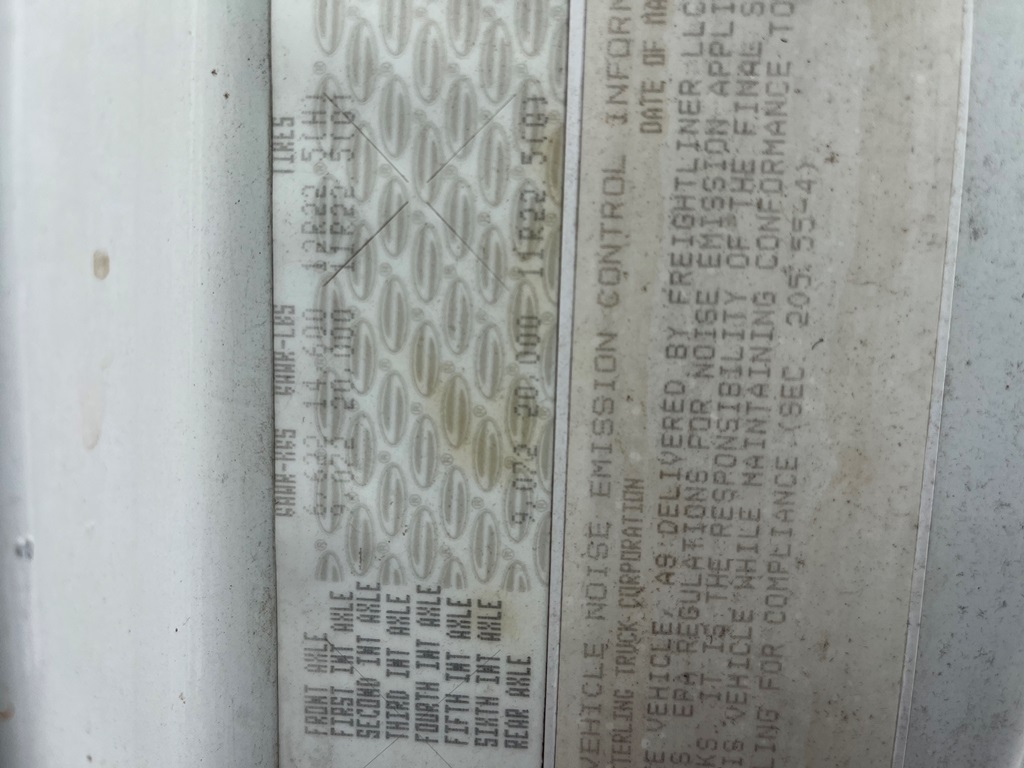 GAWR-KGS GAWR-LBS TIRES
FRONT AXLE 14,600 12R22.5(H)
FIRST INT AXLE 9,072 20,000 11R22.5(G)
SECOND INT AXLE
THIRD INT AXLE
FOURTH INT AXLE
FIFTH INT AXLE
SIXTH INT AXLE
REAR AXLE 9,072 20,000 11R22.5(G)
VEHICLE NOISE EMISSION CONTROL INFORM
TERLING TRUCK CORPORATION DATE OF MA
E VEHICLE, AS DELIVERED BY FREIGHTLINER LLC
S EPA REGULATIONS FOR NOISE EMISSION APPLI
KS. IT IS THE RESPONSIBILITY OF THE FINAL S
IS VEHICLE WHILE MAINTAINING CONFORMANCE TO
LING FOR COMPLIANCE (SEC 205.55-4)